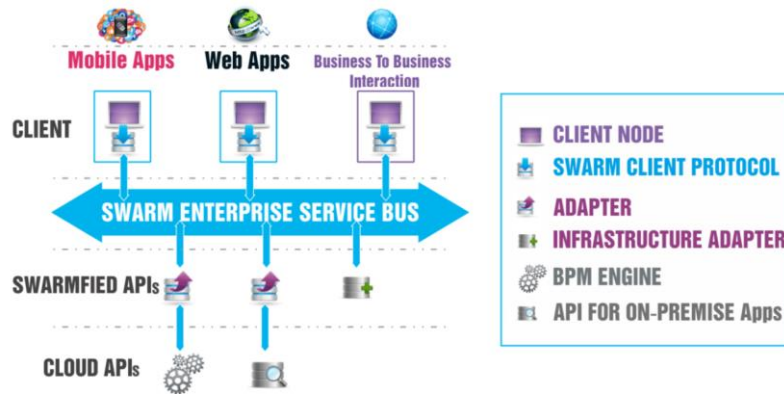 Mobile Apps
Web Apps
Business To Business
Interaction
CLIENT
SWARM ENTERPRISE SERVICE BUS
SWARMFIED APIs
CLOUD APIs
CLIENT NODE
SWARM CLIENT PROTOCOL
ADAPTER
INFRASTRUCTURE ADAPTER
BPM ENGINE
API FOR ON-PREMISE Apps